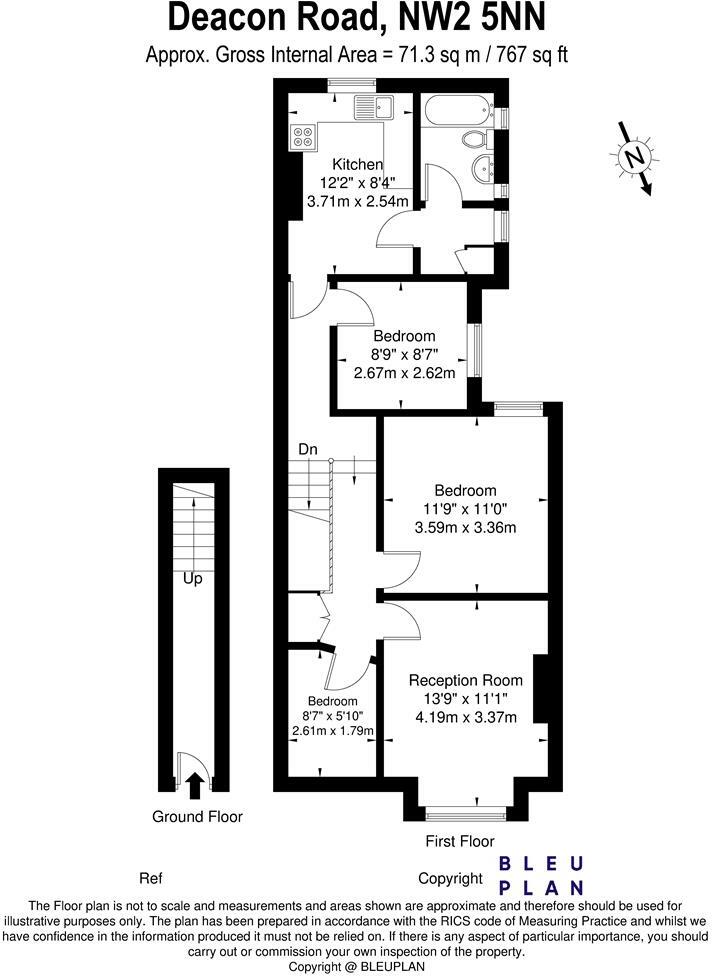 Deacon Road, NW2 5NN
Approx. Gross Internal Area = 71.3 sq m / 767 sq ft
N
Kitchen
12'2" x 8'4"
3.71m x 2.54m
Bedroom
8'9" x 8'7"
2.67m x 2.62m
Dn
Bedroom
11'9" x 11'0"
3.59m x 3.36m
Up
Reception Room
13'9" x 11'1"
4.19m x 3.37m
Bedroom
8'7" x 5'10"
2.61m x 1.79m
Ground Floor
First Floor
Ref
Copyright
BLEU
PLAN
The Floor plan is not to scale and measurements and areas shown are approximate and therefore should be used for
illustrative purposes only. The plan has been prepared in accordance with the RICS code of Measuring Practice and whilst we
have confidence in the information produced it must not be relied on. If there is any aspect of particular importance, you should
carry out or commission your own inspection of the property.
Copyright @ BLEUPLAN